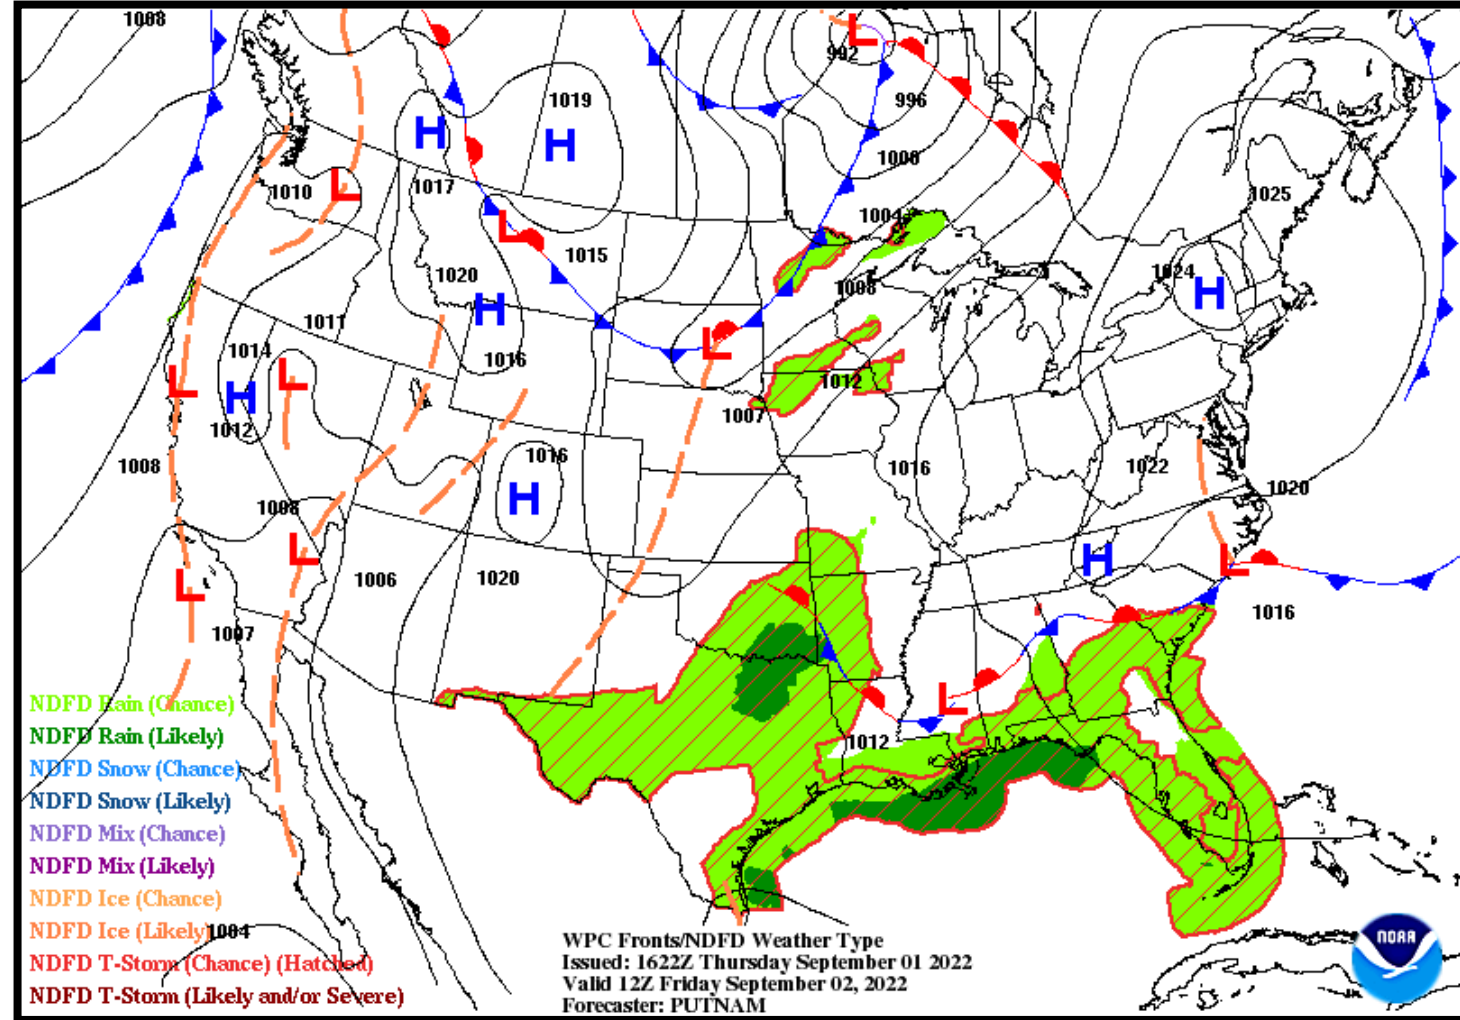 1008
992
1019
996
1008
1017
1010
1004
1025
1015
1024
1020
1008
1011
1014
1016
1012
1012
1007
1008
1016
1016
1022
1020
1008
1006
1020
1016
1007
1012
1004
H
H
L
L
H
H
L
L
H
L
L
H
L
L
H
L
L
L
NDFD Rain (Chance)
NDFD Rain (Likely)
NDFD Snow (Chance)
NDFD Snow (Likely)
NDFD Mix (Chance)
NDFD Mix (Likely)
NDFD Ice (Chance)
NDFD Ice (Likely)
NDFD T-Storm (Chance) (Hatched)
NDFD T-Storm (Likely and/or Severe)
WPC Fronts/NDFD Weather Type
Issued: 1622Z Thursday September 01 2022
Valid 12Z Friday September 02, 2022
Forecaster: PUTNAM
NOAA